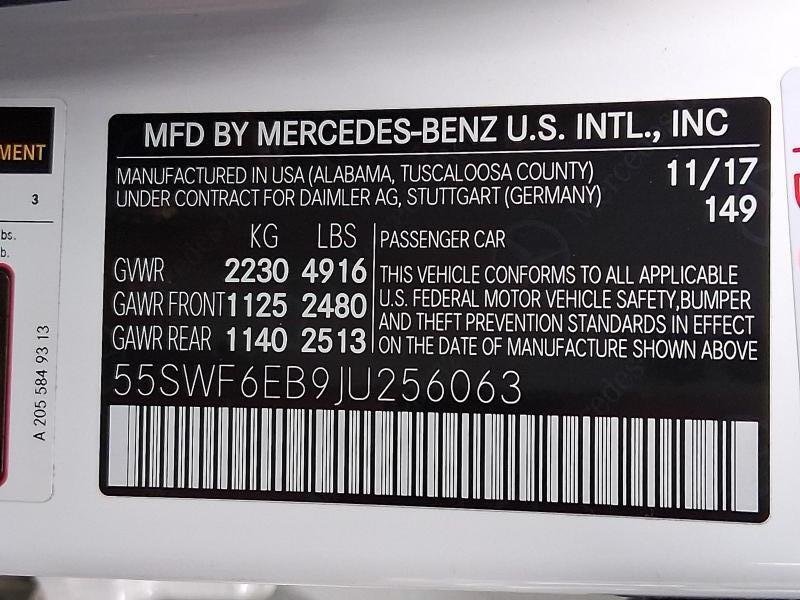 MFD BY MERCEDES-BENZ U.S. INTL., INC
MANUFACTURED IN USA (ALABAMA, TUSCALOOSA COUNTY)
UNDER CONTRACT FOR DAIMLER AG, STUTTGART (GERMANY)
11/17
149
KG LBS
GVWR 2230 4916
GAWR FRONT 1125 2480
GAWR REAR 1140 2513
PASSENGER CAR
THIS VEHICLE CONFORMS TO ALL APPLICABLE
U.S. FEDERAL MOTOR VEHICLE SAFETY,BUMPER
AND THEFT PREVENTION STANDARDS IN EFFECT
ON THE DATE OF MANUFACTURE SHOWN ABOVE
55SWF6EB9JU256063
MENT
3
bs.
b.
A 205 584 93 13